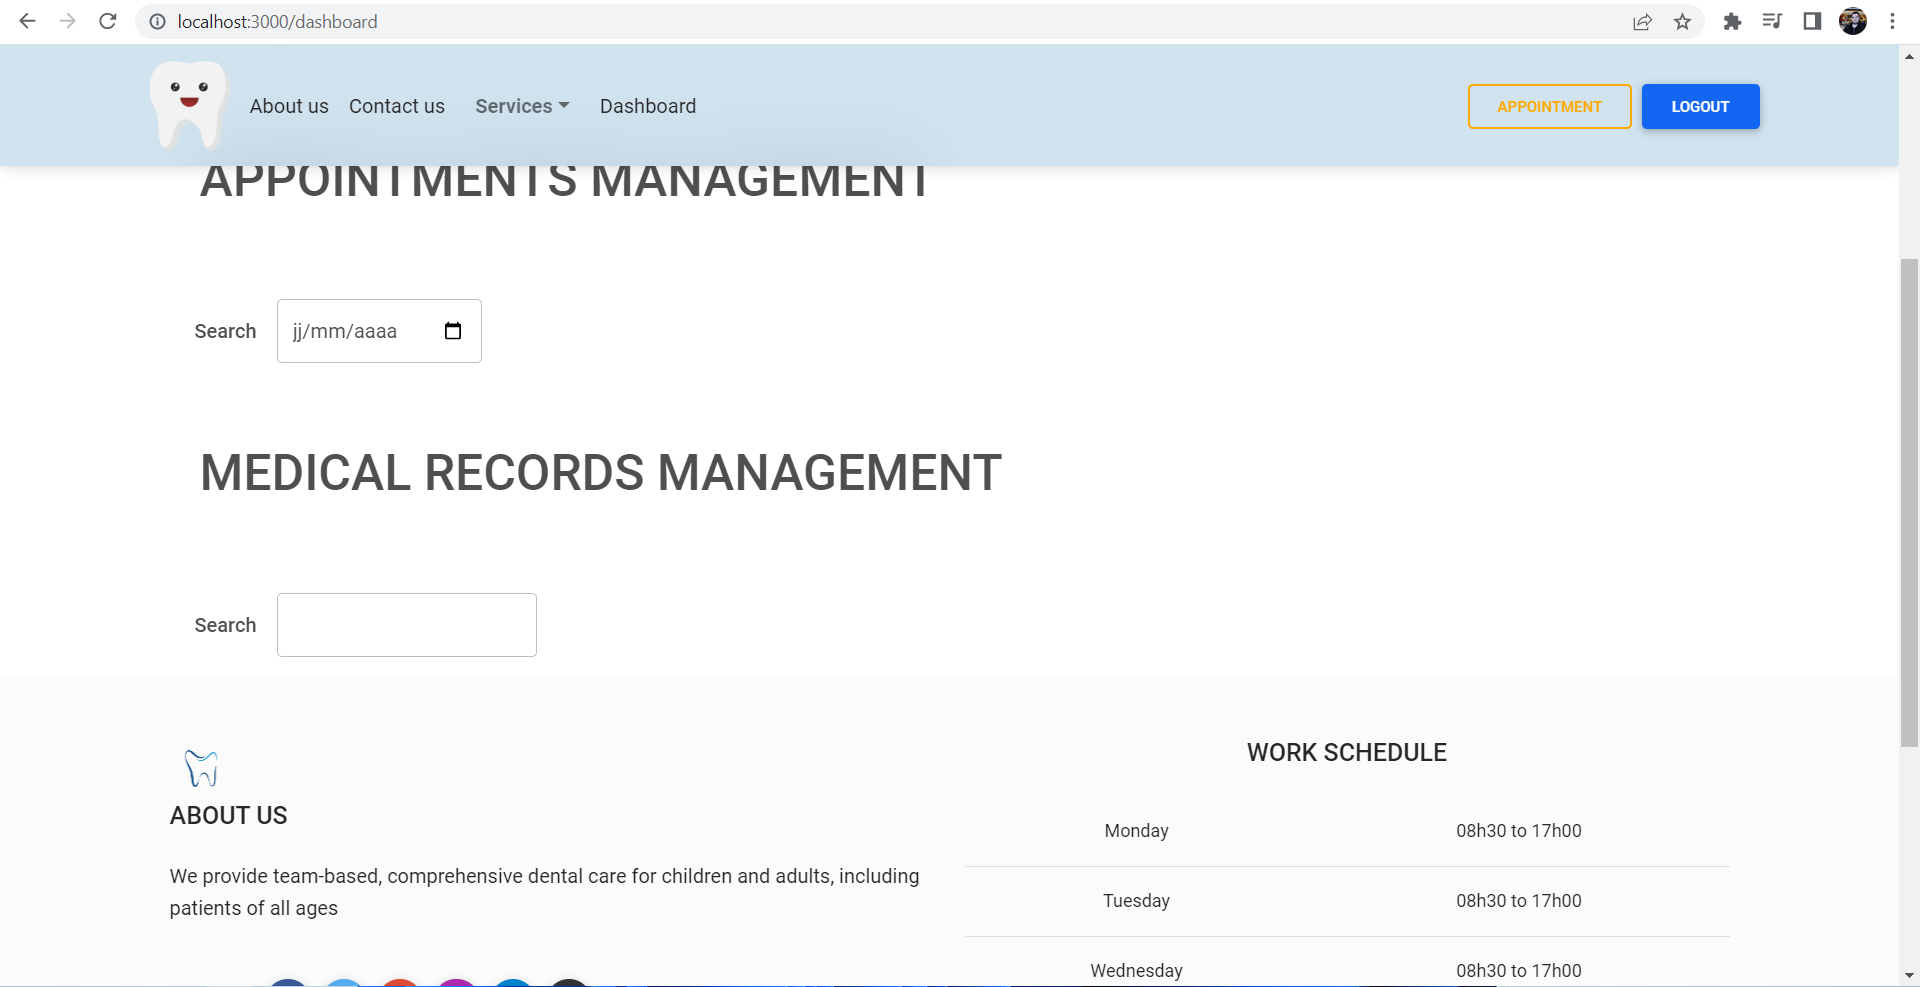 localhost:3000/dashboard
About us Contact us Services Dashboard APPOINTMENT LOGOUT
APPOINTMENTS MANAGEMENT
Search jj/mm/aaaa
MEDICAL RECORDS MANAGEMENT
Search
WORK SCHEDULE
ABOUT US
Monday 08h30 to 17h00
We provide team-based, comprehensive dental care for children and adults, including
patients of all ages
Tuesday 08h30 to 17h00
Wednesday 08h30 to 17h00